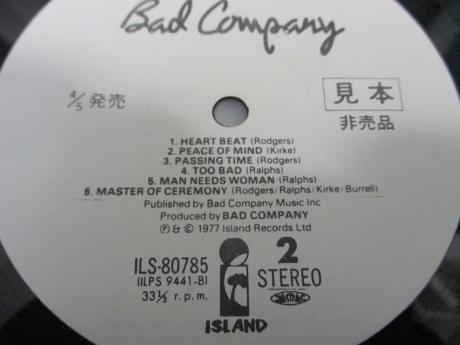 Bad Company
4/5 発売
見本
非売品
1. HEART BEAT (Rodgers)
2. PEACE OF MIND (Kirke)
3. PASSING TIME (Rodgers)
4. TOO BAD (Ralphs)
5. MAN NEEDS WOMAN (Ralphs)
6. MASTER OF CEREMONY (Rodgers/Ralphs/Kirke/Burrell)
Published by Bad Company Music Inc
Produced by BAD COMPANY
℗ & © 1977 Island Records Ltd
ILS-80785
(ILPS 9441-B)
33⅓ r.p.m.
2
STEREO
ISLAND